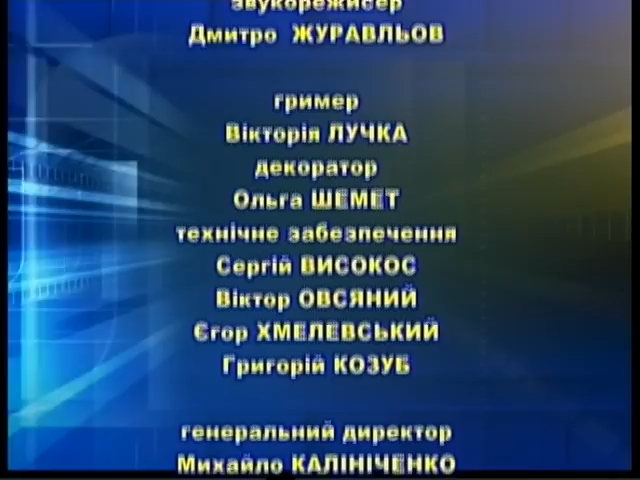 звукорежисер
Дмитро ЖУРАВЛЬОВ
гример
Вікторія ЛУЧКА
декоратор
Ольга ШЕМЕТ
технічне забезпечення
Сергій ВИСОКОС
Віктор ОВСЯНИЙ
Єгор ХМЕЛЕВСЬКИЙ
Григорій КОЗУБ
генеральний директор
Михайло КАЛІНІЧЕНКО